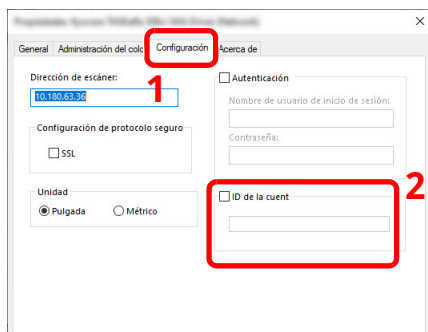 General Administración del colo Configuración Acerca de
1
Dirección de escáner:
10.180.63.36
Configuración de protocolo seguro
SSL
Unidad
Pulgada Métrico
Autenticación
Nombre de usuario de inicio de sesión:
Contraseña:
2
ID de la cuent